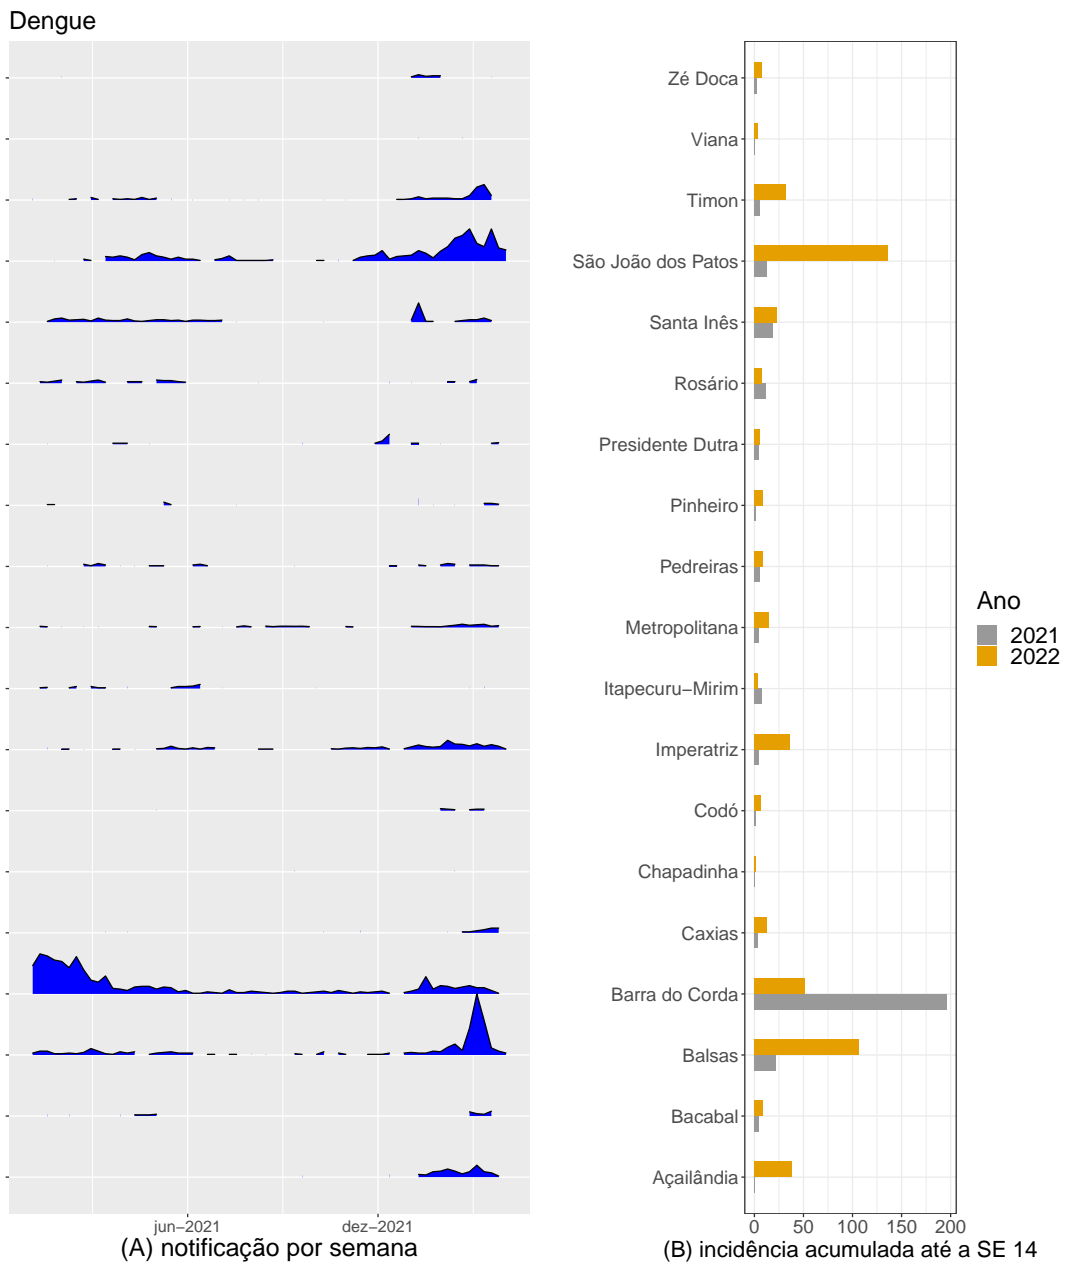 Dengue
Zé Doca
Viana
Timon
São João dos Patos
Santa Inês
Rosário
Presidente Dutra
Pinheiro
Pedreiras
Metropolitana
Itapecuru−Mirim
Imperatriz
Codó
Chapadinha
Caxias
Barra do Corda
Balsas
Bacabal
Açailândia
jun−2021 dez−2021
(A) notificação por semana
0 50 100 150 200
(B) incidência acumulada até a SE 14
Ano
2021
2022